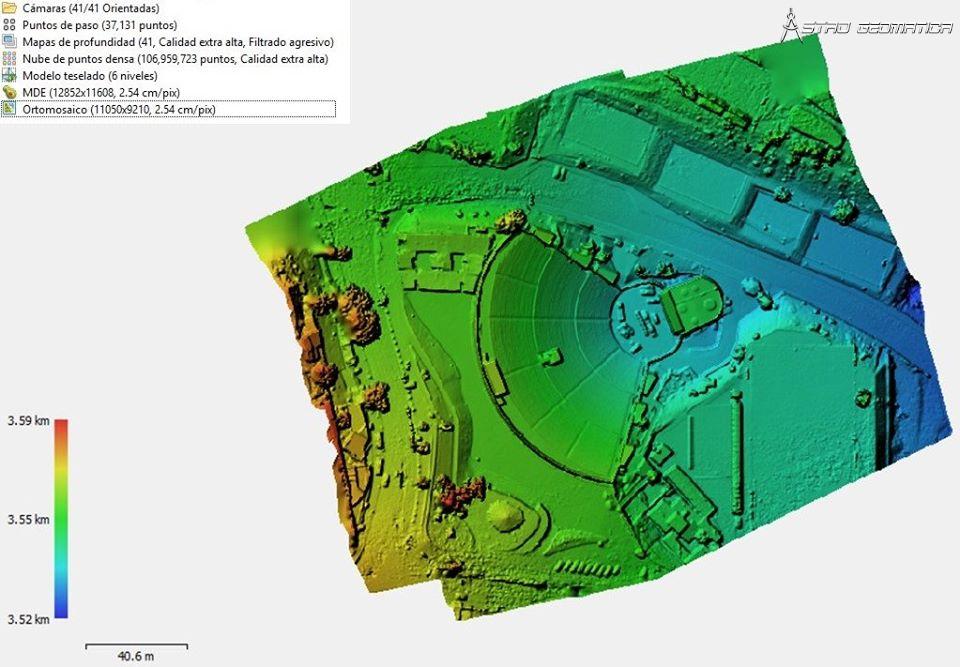 Cámaras (41/41 Orientadas)
Puntos de paso (37,131 puntos)
Mapas de profundidad (41, Calidad extra alta, Filtrado agresivo)
Nube de puntos densa (106,959,723 puntos, Calidad extra alta)
Modelo teselado (6 niveles)
MDE (12852x11608, 2.54 cm/pix)
Ortomosaico (11050x9210, 2.54 cm/pix)
ASTRO GEOMATICA
3.59 km
3.55 km
3.52 km
40.6 m